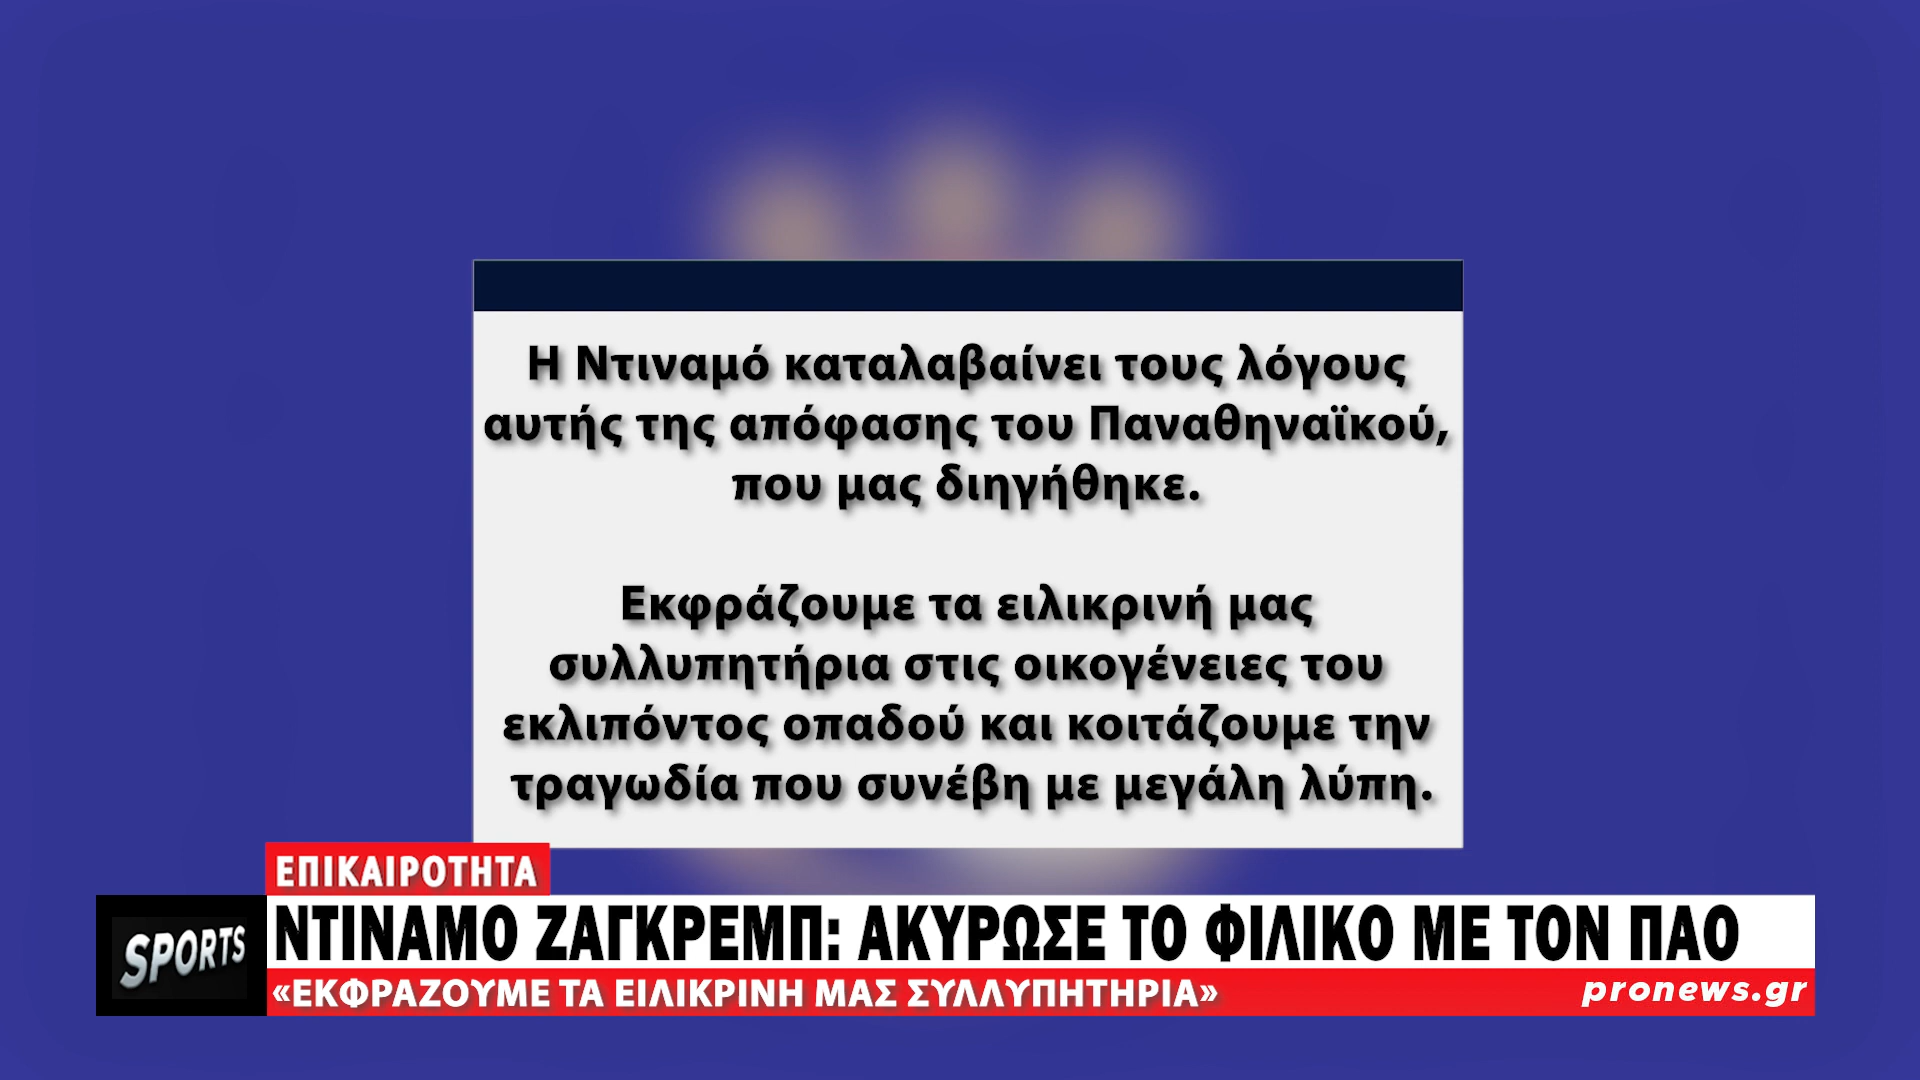 Η Ντιναμό καταλαβαίνει τους λόγους
αυτής της απόφασης του Παναθηναϊκού,
που μας διηγήθηκε.
Εκφράζουμε τα ειλικρινή μας
συλλυπητήρια στις οικογένειες του
εκλιπόντος οπαδού και κοιτάζουμε την
τραγωδία που συνέβη με μεγάλη λύπη.
ΕΠΙΚΑΙΡΟΤΗΤΑ
SPORTS
ΝΤΙΝΑΜΟ ΖΑΓΚΡΕΜΠ: ΑΚΥΡΩΣΕ ΤΟ ΦΙΛΙΚΟ ΜΕ ΤΟΝ ΠΑΟ
«ΕΚΦΡΑΖΟΥΜΕ ΤΑ ΕΙΛΙΚΡΙΝΗ ΜΑΣ ΣΥΛΛΥΠΗΤΗΡΙΑ»
pronews.gr